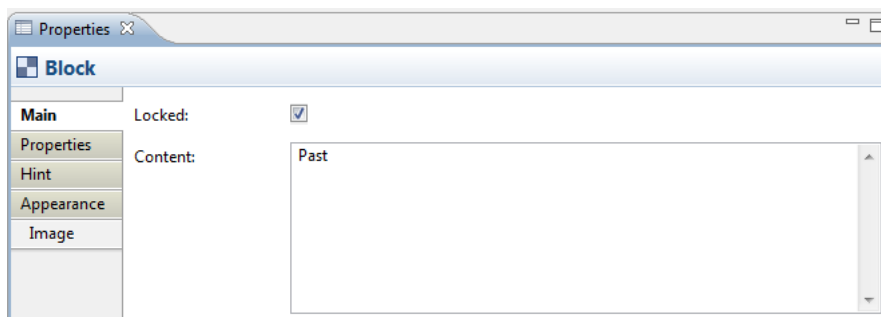 Properties
Block
Main
Locked:
Properties
Content:
Past
Hint
Appearance
Image